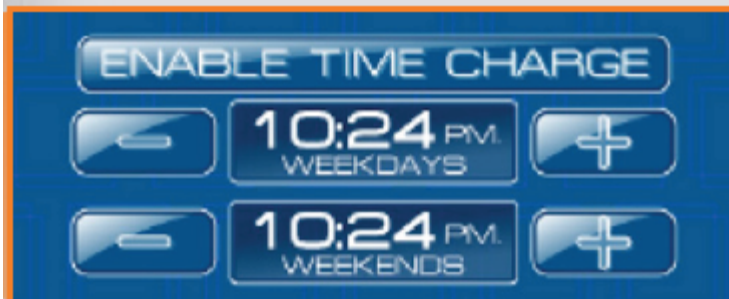 ENABLE TIME CHARGE
- 10:24 PM. +
WEEKDAYS
- 10:24 PM. +
WEEKENDS